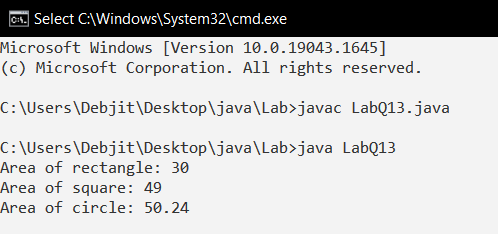 Select C:\Windows\System32\cmd.exe
Microsoft Windows [Version 10.0.19043.1645]
(c) Microsoft Corporation. All rights reserved.
C:\Users\Debjit\Desktop\java\Lab>javac LabQ13.java
C:\Users\Debjit\Desktop\java\Lab>java LabQ13
Area of rectangle: 30
Area of square: 49
Area of circle: 50.24